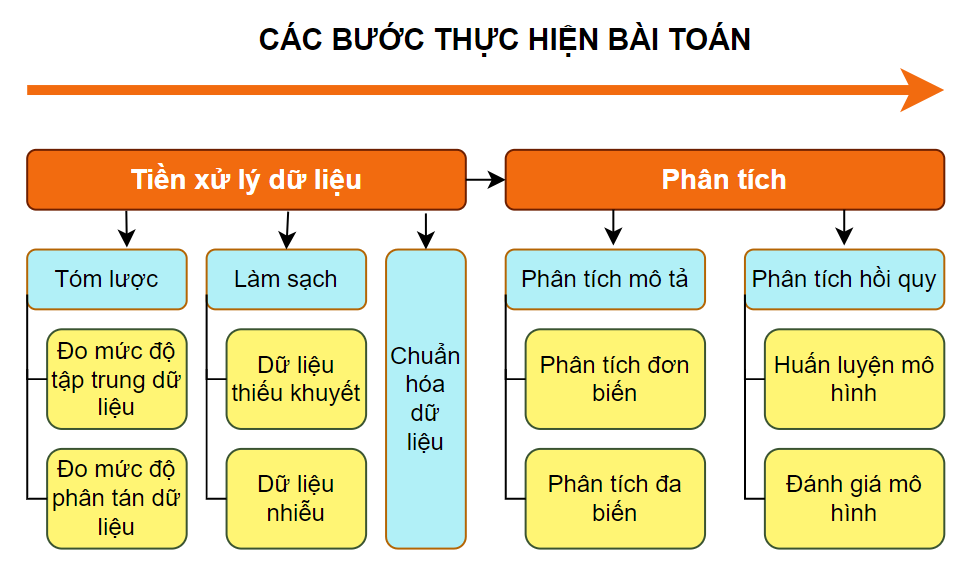 CÁC BƯỚC THỰC HIỆN BÀI TOÁN
Tiền xử lý dữ liệu
Phân tích
Tóm lược
Làm sạch
Chuẩn
hóa
dữ
liệu
Phân tích mô tả
Phân tích hồi quy
Đo mức độ
tập trung dữ
liệu
Dữ liệu
thiếu khuyết
Phân tích đơn
biến
Huấn luyện mô
hình
Đo mức độ
phân tán dữ
liệu
Dữ liệu
nhiễu
Phân tích đa
biến
Đánh giá mô
hình